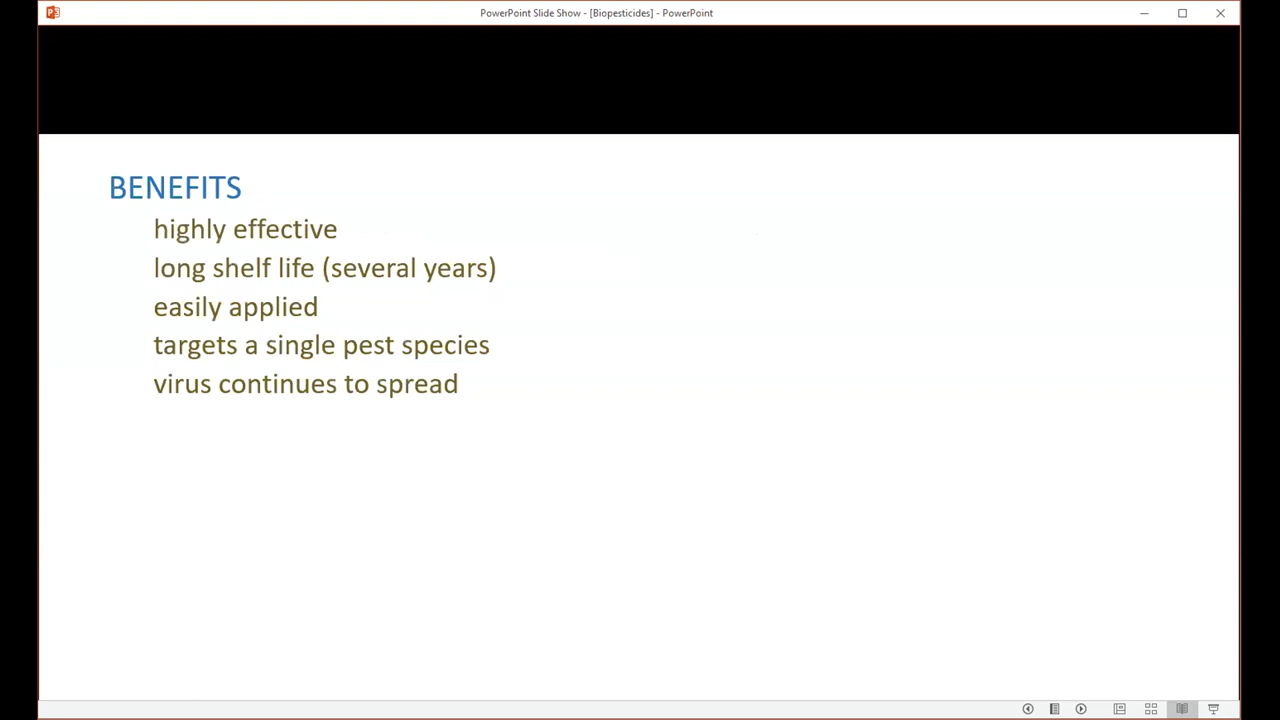 PowerPoint Slide Show - [Biopesticides] - PowerPoint
BENEFITS
highly effective
long shelf life (several years)
easily applied
targets a single pest species
virus continues to spread